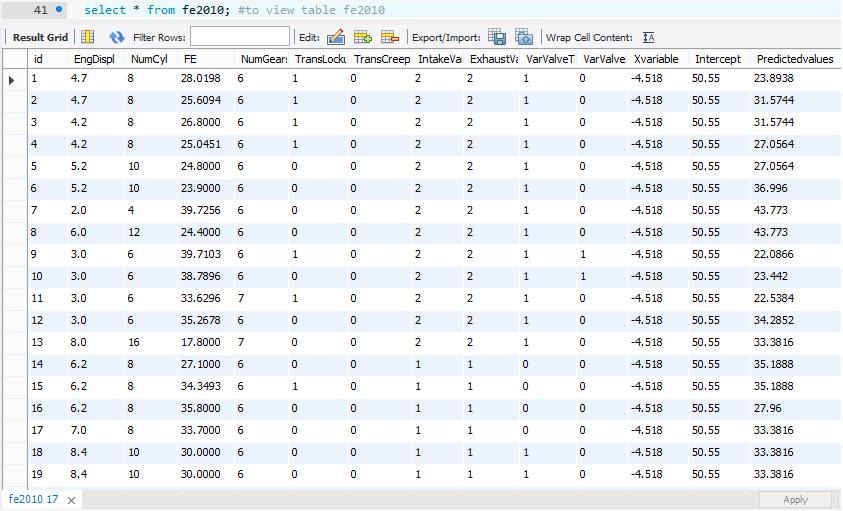 41 select * from fe2010; #to view table fe2010
Result Grid Filter Rows: Edit: Export/Import: Wrap Cell Content:
id EngDispl NumCyl FE NumGears TransLocku TransCreep IntakeVal ExhaustVa VarValveT VarValve Xvariable Intercept Predictedvalues
1 4.7 8 28.0198 6 1 0 2 2 1 0 -4.518 50.55 23.8938
2 4.7 8 25.6094 6 1 0 2 2 1 0 -4.518 50.55 31.5744
3 4.2 8 26.8000 6 1 0 2 2 1 0 -4.518 50.55 31.5744
4 4.2 8 25.0451 6 1 0 2 2 1 0 -4.518 50.55 27.0564
5 5.2 10 24.8000 6 0 0 2 2 1 0 -4.518 50.55 27.0564
6 5.2 10 23.9000 6 0 0 2 2 1 0 -4.518 50.55 36.996
7 2.0 4 39.7256 6 0 0 2 2 1 0 -4.518 50.55 43.773
8 6.0 12 24.4000 6 0 0 2 2 1 0 -4.518 50.55 43.773
9 3.0 6 39.7103 6 1 0 2 2 1 1 -4.518 50.55 22.0866
10 3.0 6 38.7896 6 0 0 2 2 1 1 -4.518 50.55 23.442
11 3.0 6 33.6296 7 1 0 2 2 1 0 -4.518 50.55 22.5384
12 3.0 6 35.2678 6 0 0 2 2 1 0 -4.518 50.55 34.2852
13 8.0 16 17.8000 7 0 0 2 2 1 0 -4.518 50.55 33.3816
14 6.2 8 27.1000 6 0 0 1 1 0 0 -4.518 50.55 35.1888
15 6.2 8 34.3493 6 1 0 1 1 0 0 -4.518 50.55 35.1888
16 6.2 8 35.8000 6 0 0 1 1 0 0 -4.518 50.55 27.96
17 7.0 8 33.7000 6 0 0 1 1 0 0 -4.518 50.55 33.3816
18 8.4 10 30.0000 6 0 0 1 1 1 0 -4.518 50.55 33.3816
19 8.4 10 30.0000 6 0 0 1 1 1 0 -4.518 50.55 33.3816
fe2010 17 Apply